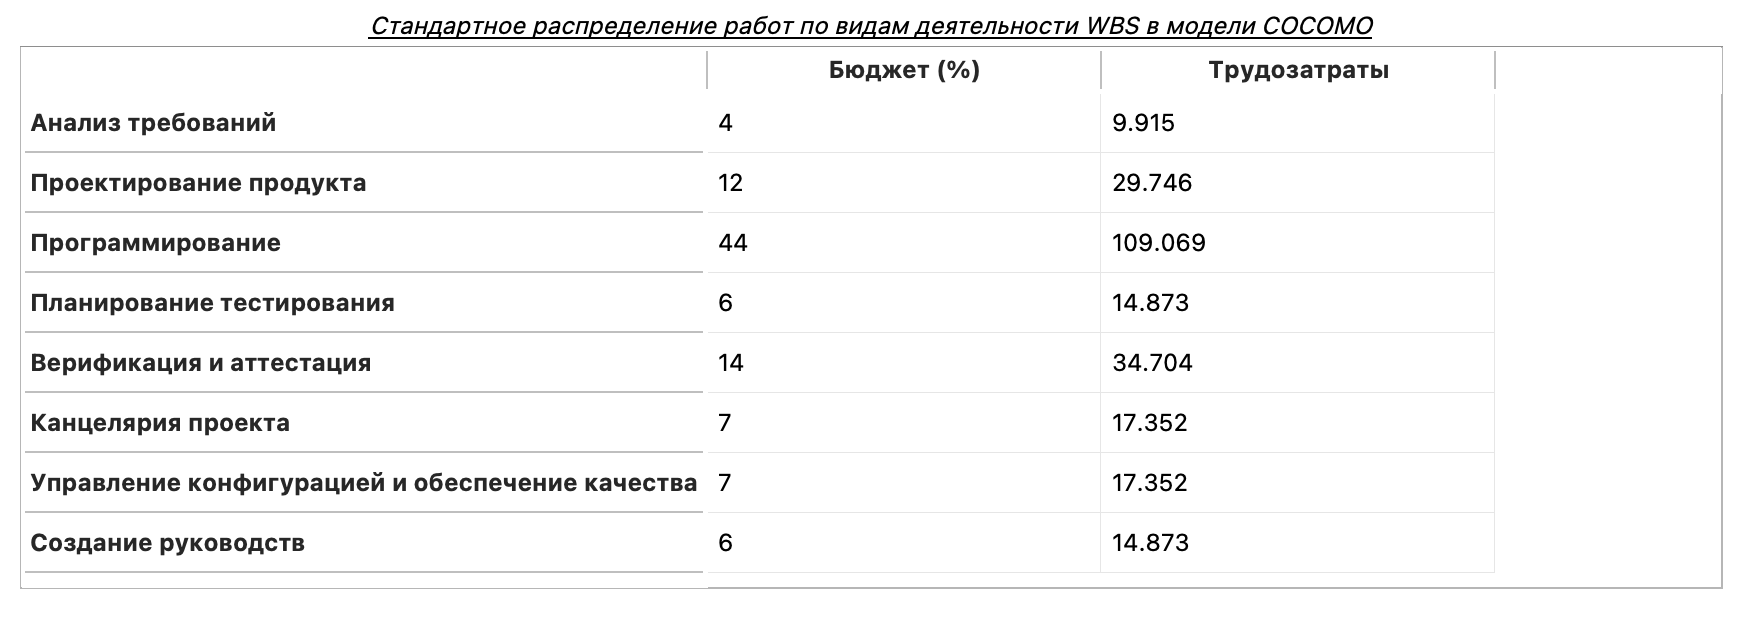 Стандартное распределение работ по видам деятельности WBS в модели COCOMO
Бюджет (%) Трудозатраты
Анализ требований 4 9.915
Проектирование продукта 12 29.746
Программирование 44 109.069
Планирование тестирования 6 14.873
Верификация и аттестация 14 34.704
Канцелярия проекта 7 17.352
Управление конфигурацией и обеспечение качества 7 17.352
Создание руководств 6 14.873